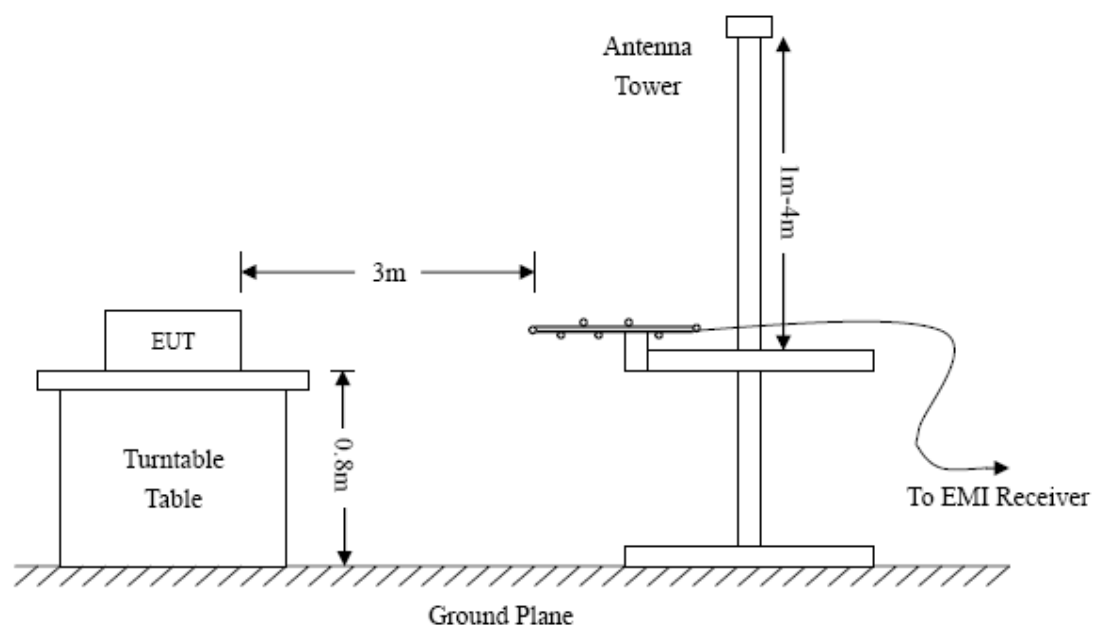 Antenna
Tower
1m-4m
3m
EUT
0.8m
Turntable
Table
To EMI Receiver
Ground Plane